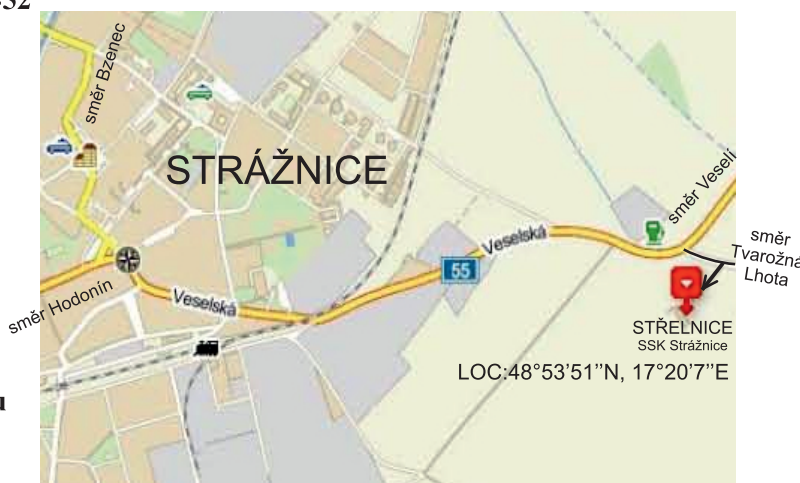 S2
směr Bzenec
STRÁŽNICE
směr Veselí
Veselská
55
směr
Tvarožná
Lhota
směr Hodonín
Veselská
STŘELNICE
SSK Strážnice
LOC:48°53’51’’N, 17°20’7’’E
u